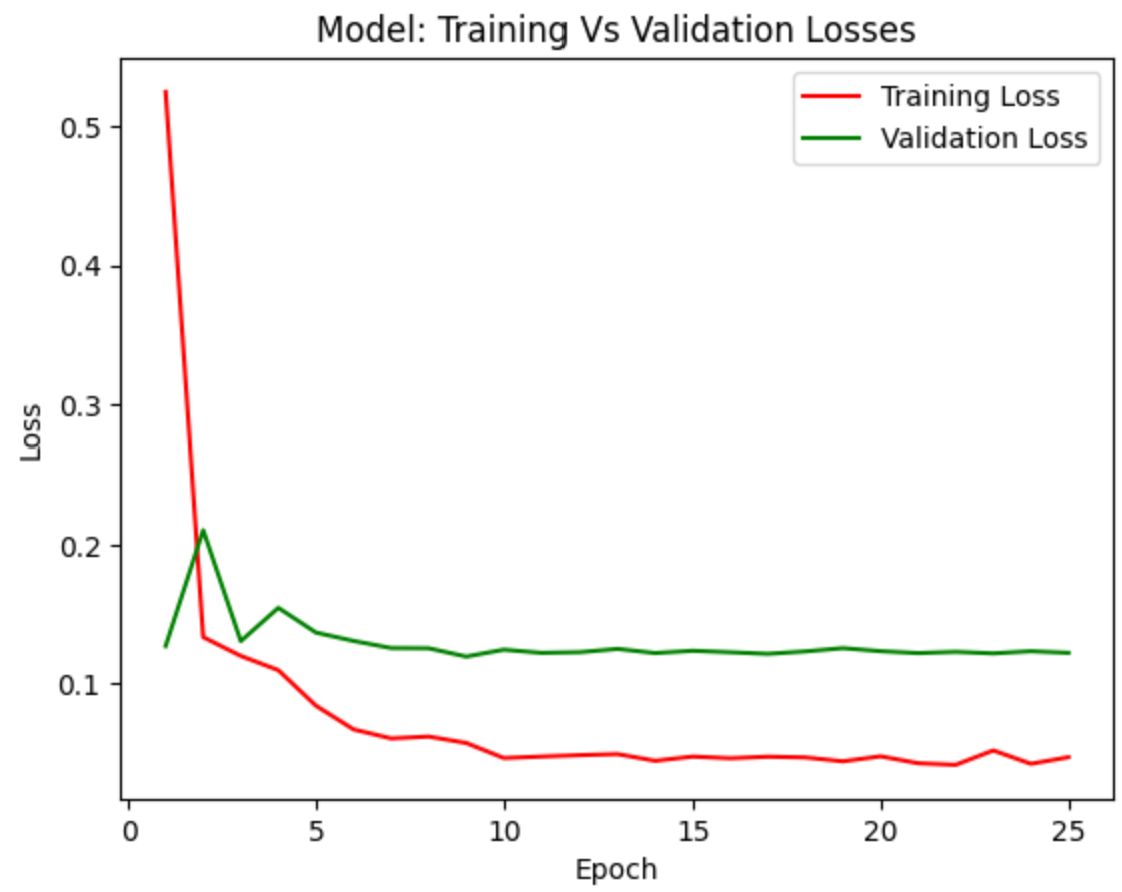 Model: Training Vs Validation Losses
Training Loss
Validation Loss
0.5
0.4
0.3
0.2
0.1
Loss
0 5 10 15 20 25
Epoch